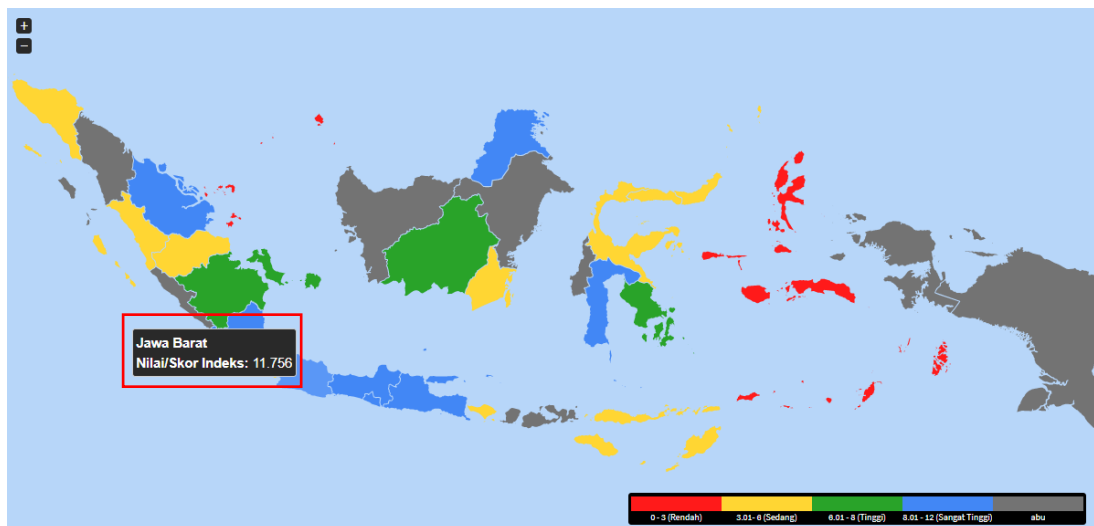 +
−
Jawa Barat
Nilai/Skor Indeks: 11.756
0 - 3 (Rendah)
3.01- 6 (Sedang)
6.01 - 8 (Tinggi)
8.01 - 12 (Sangat Tinggi)
abu